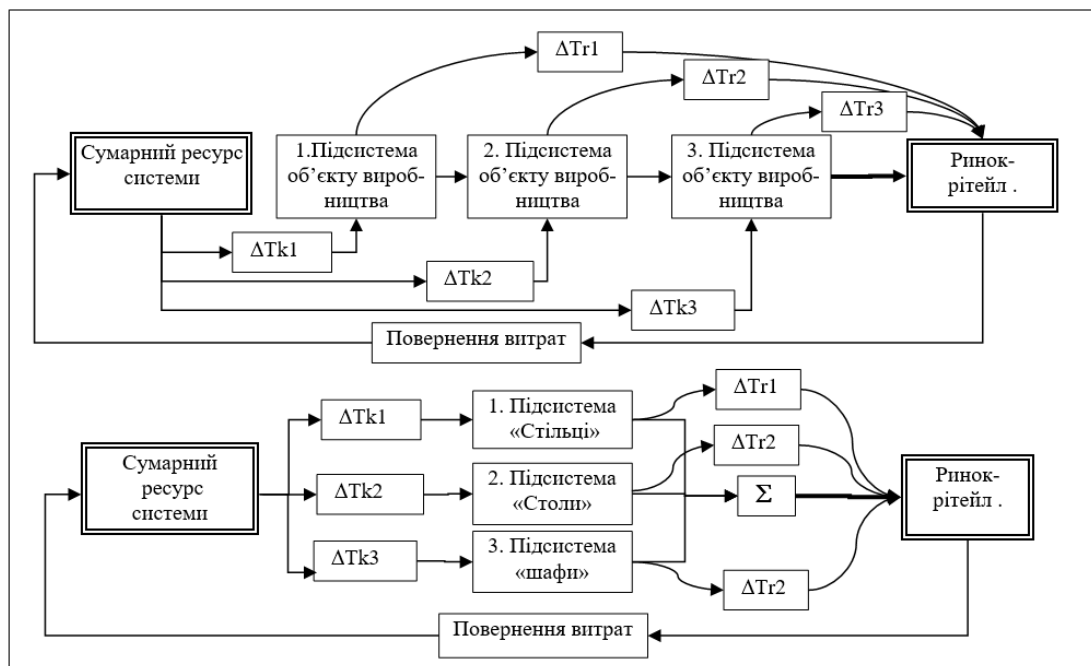 ΔTr1
ΔTr2
ΔTr3
Сумарний ресурс
системи
1.Підсистема
об’єкту вироб-
ництва
2. Підсистема
об’єкту вироб-
ництва
3. Підсистема
об’єкту вироб-
ництва
Ринок-
рітейл .
ΔTk1
ΔTk2
ΔTk3
Повернення витрат
ΔTk1
1. Підсистема
«Стільці»
ΔTr1
Сумарний
ресурс
системи
ΔTk2
2. Підсистема
«Столи»
ΔTr2
Σ
Ринок-
рітейл .
ΔTk3
3. Підсистема
«шафи»
ΔTr2
Повернення витрат